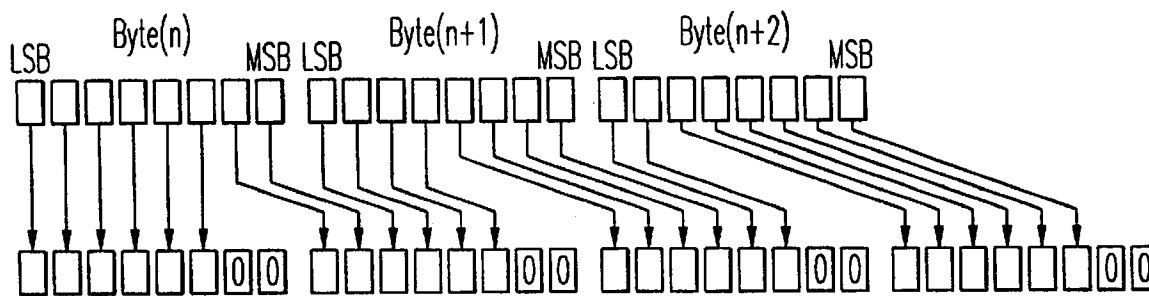 Byte(n) Byte(n+1) Byte(n+2)
LSB MSB LSB MSB LSB MSB
0 0 0 0 0 0 0 0